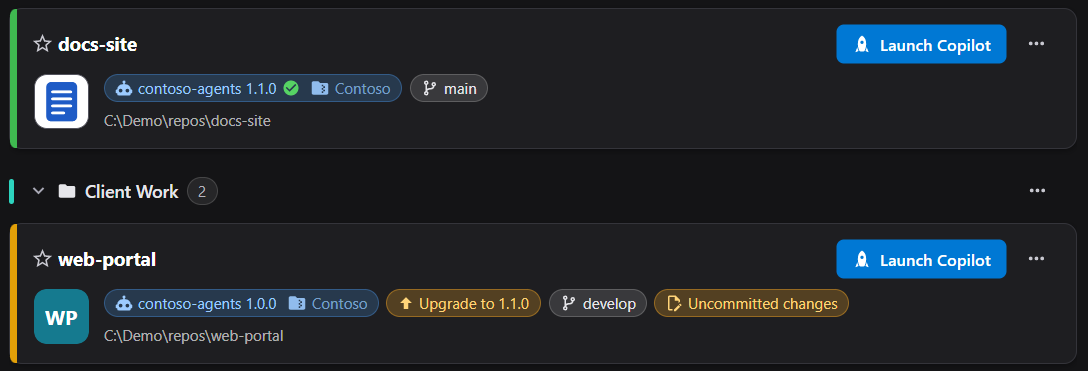 docs-site
Launch Copilot
contoso-agents 1.1.0 Contoso main
C:\Demo\repos\docs-site
Client Work 2
web-portal
Launch Copilot
WP
contoso-agents 1.0.0 Contoso Upgrade to 1.1.0 develop Uncommitted changes
C:\Demo\repos\web-portal